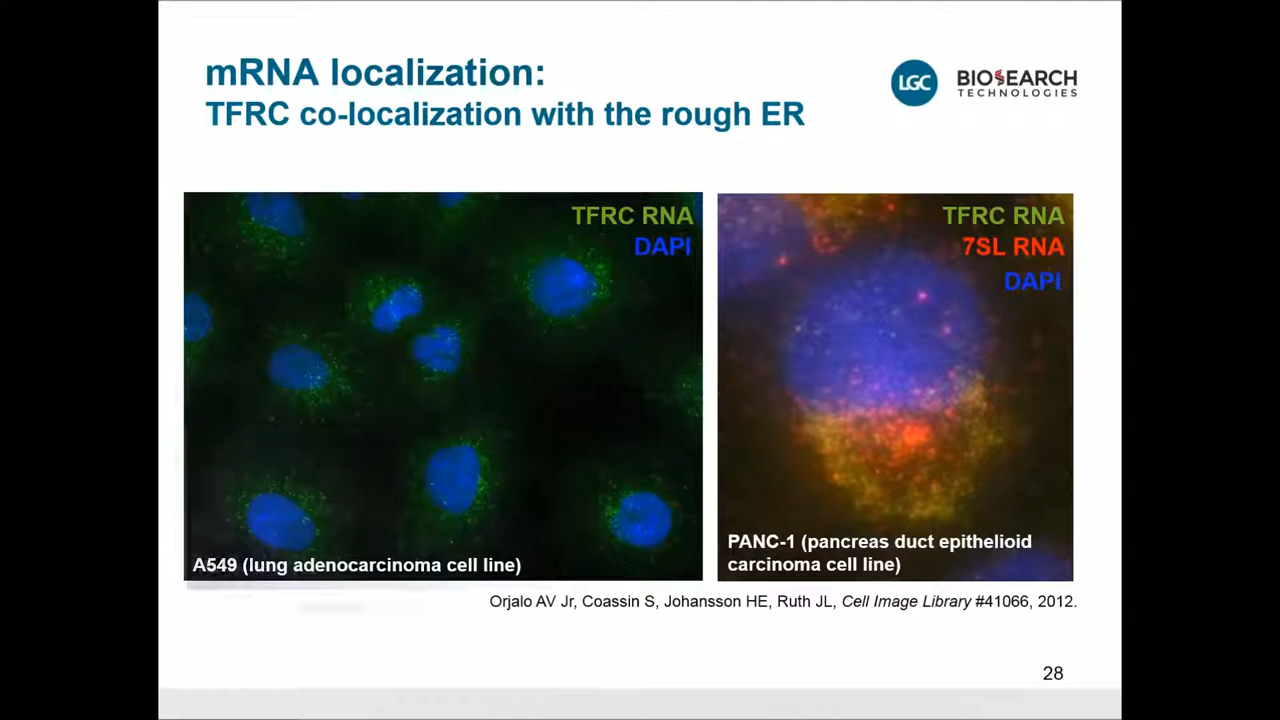 mRNA localization:
TFRC co-localization with the rough ER
LGC
BIOSEARCH
TECHNOLOGIES
TFRC RNA
DAPI
A549 (lung adenocarcinoma cell line)
TFRC RNA
7SL RNA
DAPI
PANC-1 (pancreas duct epithelioid
carcinoma cell line)
Orjalo AV Jr, Coassin S, Johansson HE, Ruth JL, Cell Image Library #41066, 2012.
28